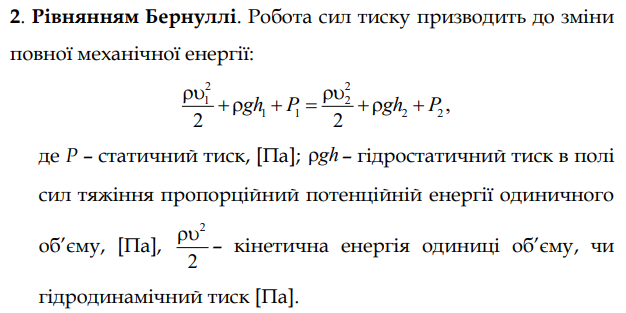 2. Рівнянням Бернуллі. Робота сил тиску призводить до зміни
повної механічної енергії:
ρυ₁²/2 + ρgh₁ + P₁ = ρυ₂²/2 + ρgh₂ + P₂,
де P – статичний тиск, [Па]; ρgh – гідростатичний тиск в полі
сил тяжіння пропорційний потенційній енергії одиничного
об’єму, [Па], ρυ²/2 – кінетична енергія одиниці об’єму, чи
гідродинамічний тиск [Па].